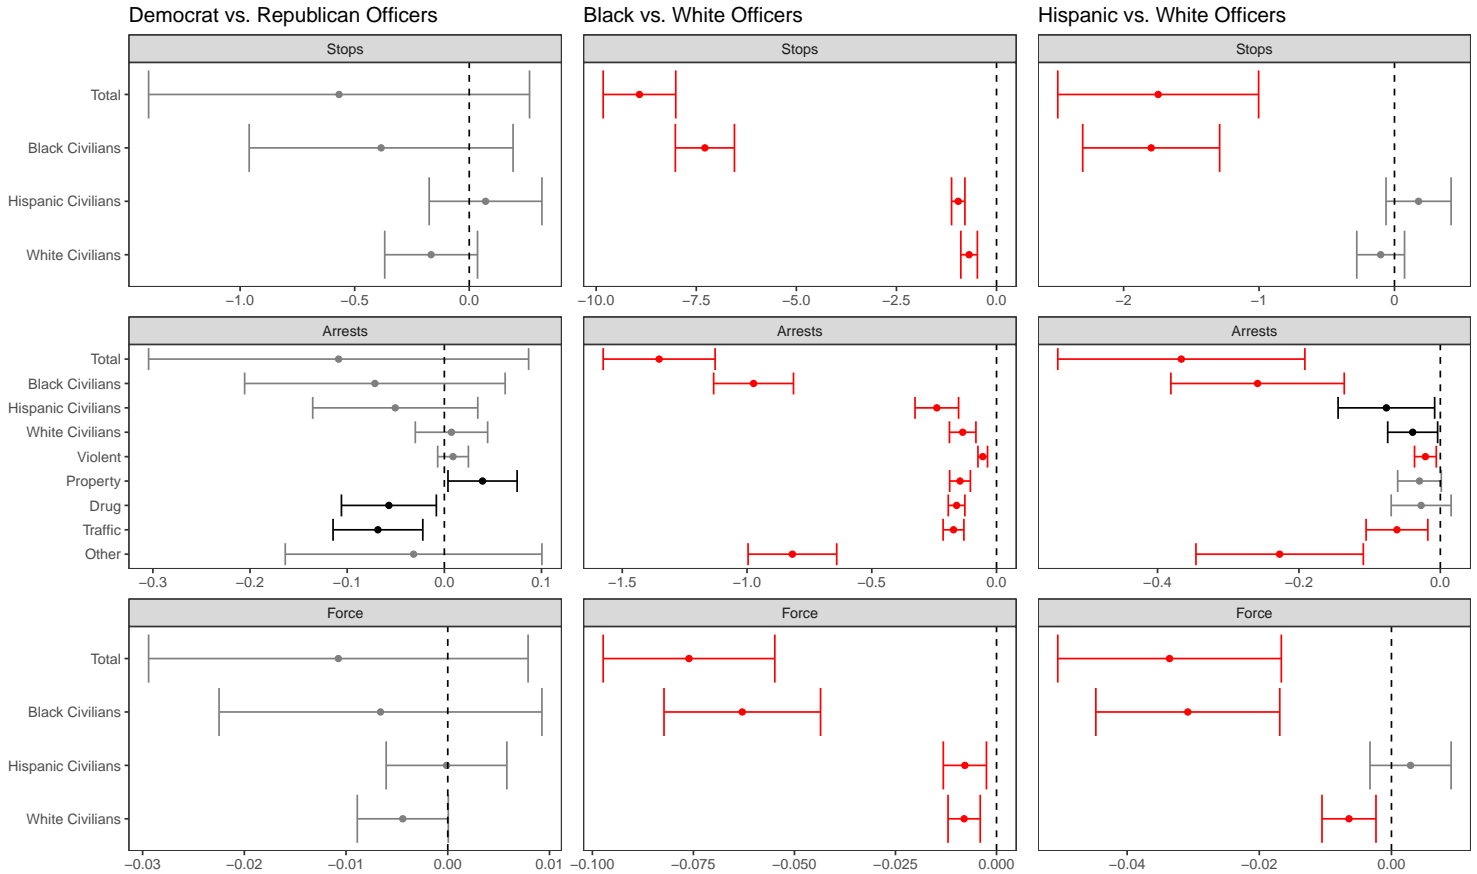 Democrat vs. Republican Officers
Black vs. White Officers
Hispanic vs. White Officers
Stops
Stops
Stops
Total
Black Civilians
Hispanic Civilians
White Civilians
−1.0 −0.5 0.0
−10.0 −7.5 −5.0 −2.5 0.0
−2 −1 0
Arrests
Arrests
Arrests
Total
Black Civilians
Hispanic Civilians
White Civilians
Violent
Property
Drug
Traffic
Other
−0.3 −0.2 −0.1 0.0 0.1
−1.5 −1.0 −0.5 0.0
−0.4 −0.2 0.0
Force
Force
Force
Total
Black Civilians
Hispanic Civilians
White Civilians
−0.03 −0.02 −0.01 0.00 0.01
−0.100 −0.075 −0.050 −0.025 0.000
−0.04 −0.02 0.00